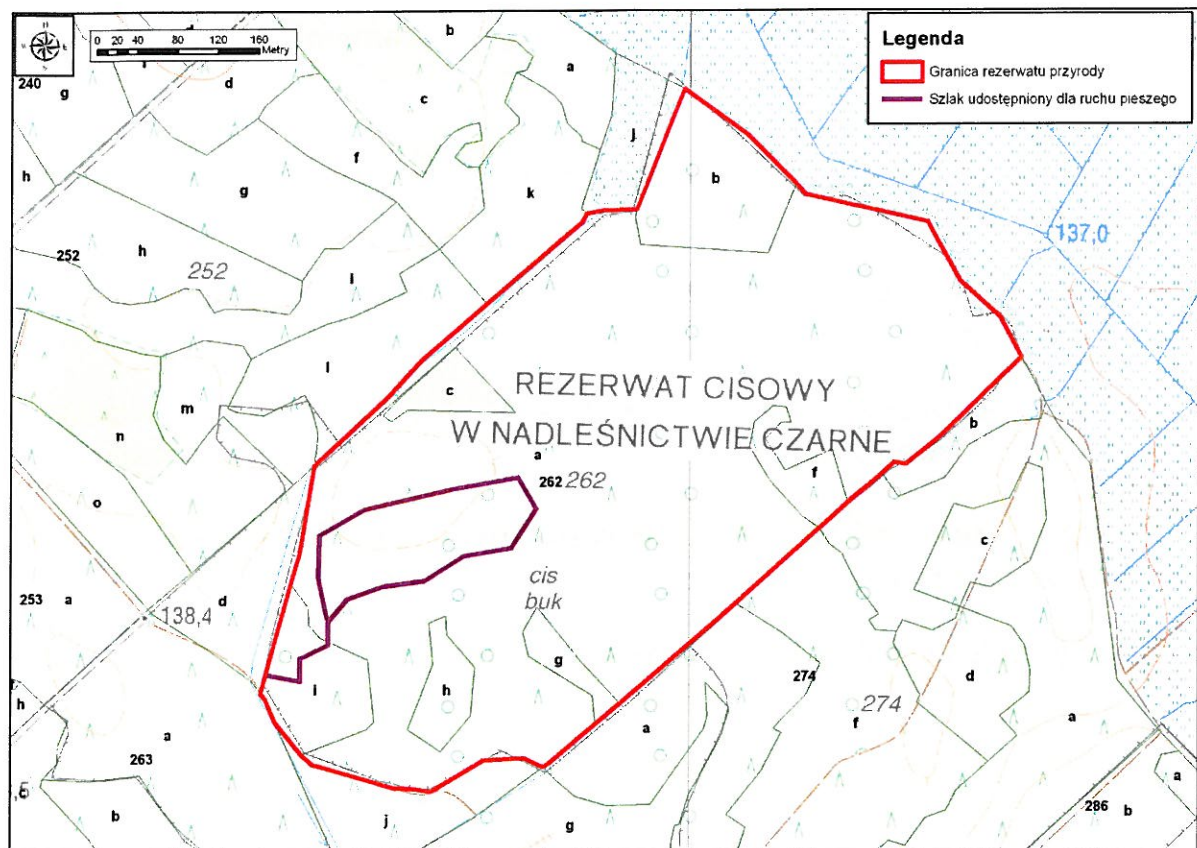 0 20 40 80 120 160
Metry
Legenda
Granica rezerwatu przyrody
Szlak udostępniony dla ruchu pieszego
240
g
d
b
a
c
j
f
h
g
k
b
252
h
252
l
137,0
l
c
REZERWAT CISOWY
W NADLEŚNICTWIE CZARNE
m
n
b
a
262 262
f
o
c
cis
buk
253
a
d
138,4
g
i
h
274
274
d
f
a
a
h
a
263
a
b
j
g
286
b